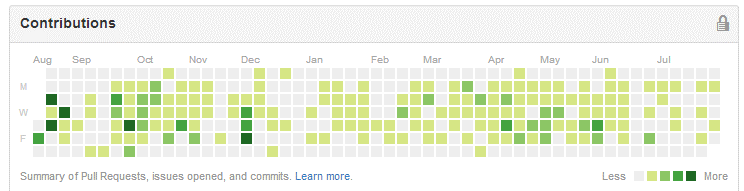 Contributions
Aug Sep Oct Nov Dec Jan Feb Mar Apr May Jun Jul
M
W
F
Summary of Pull Requests, issues opened, and commits. Learn more.
Less More